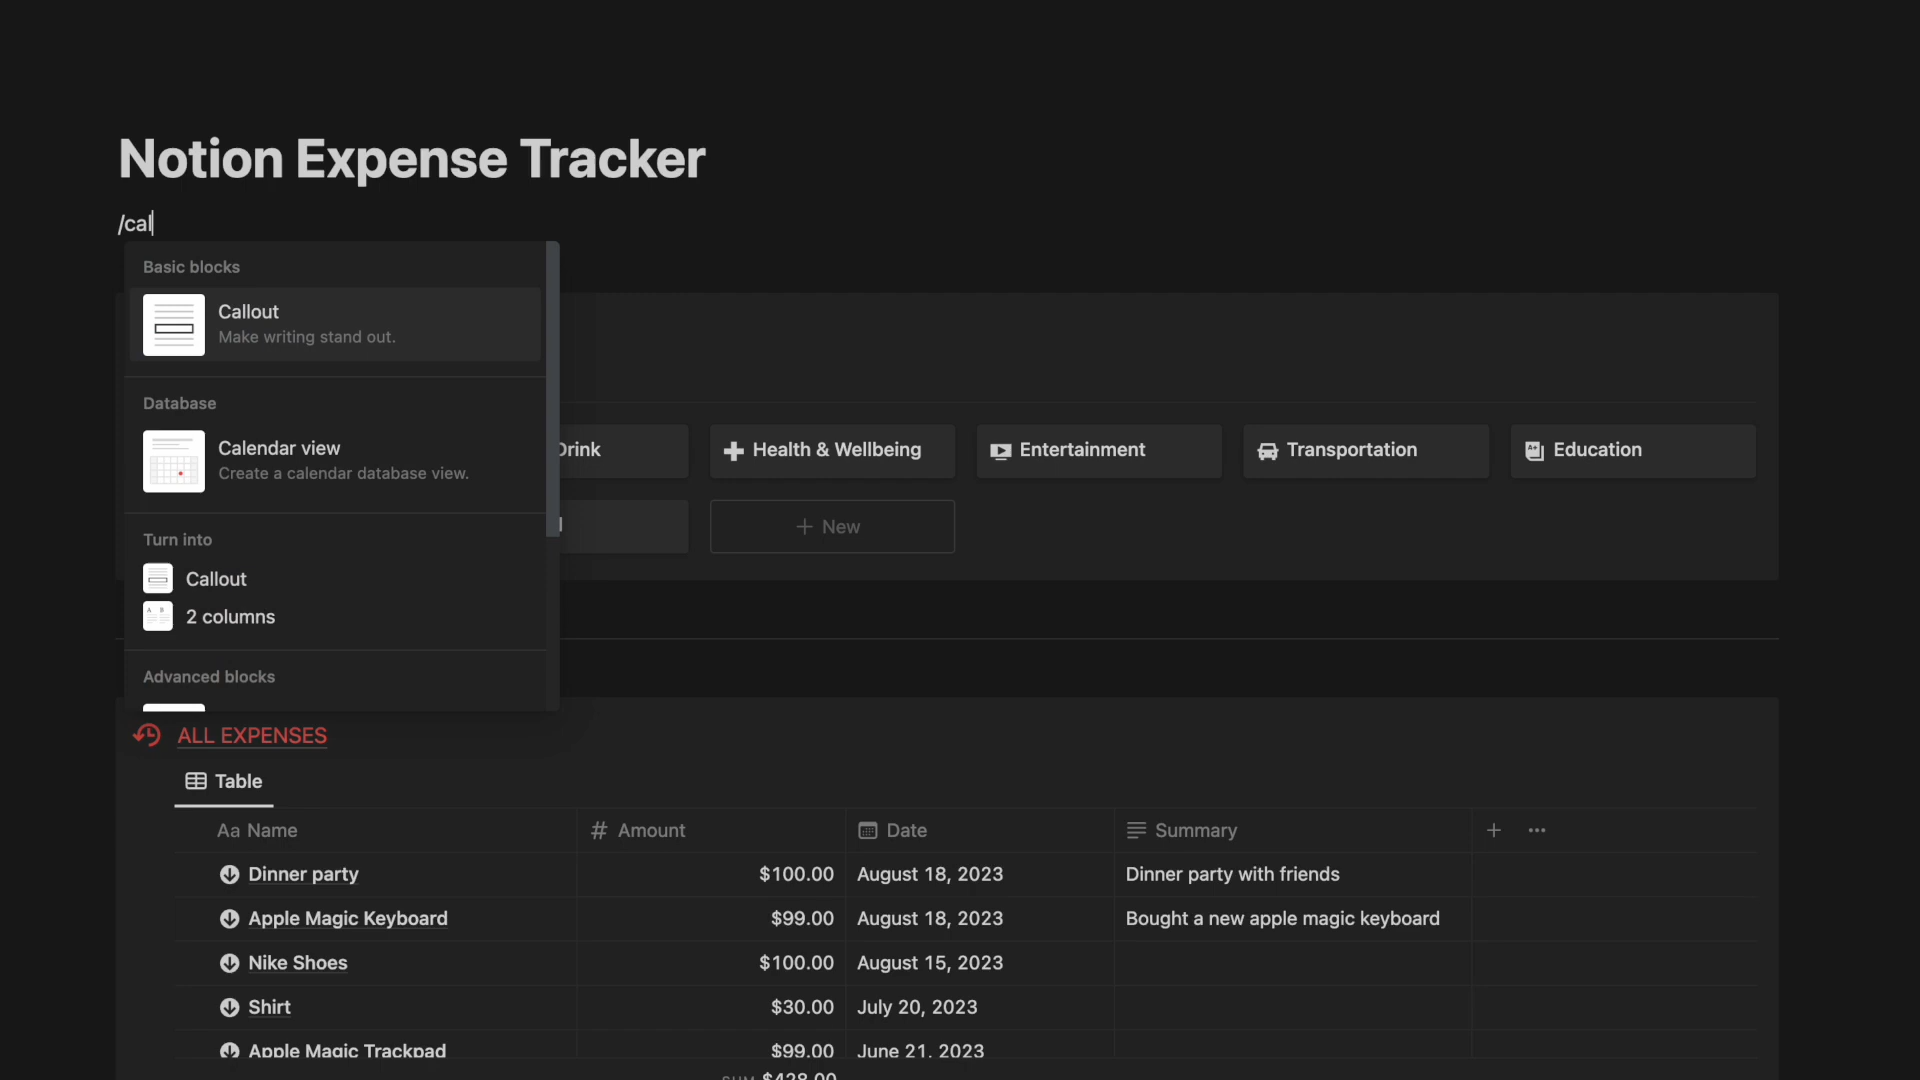 Notion Expense Tracker
/cal
Basic blocks
Callout
Make writing stand out.
Database
Calendar view
Create a calendar database view.
Turn into
Callout
2 columns
Advanced blocks
Drink
Health & Wellbeing
Entertainment
Transportation
Education
+ New
ALL EXPENSES
Table
Aa Name # Amount Date Summary + •••
Dinner party $100.00 August 18, 2023 Dinner party with friends
Apple Magic Keyboard $99.00 August 18, 2023 Bought a new apple magic keyboard
Nike Shoes $100.00 August 15, 2023
Shirt $30.00 July 20, 2023
Apple Magic Trackpad $99.00 June 21, 2023
SUM $428.00